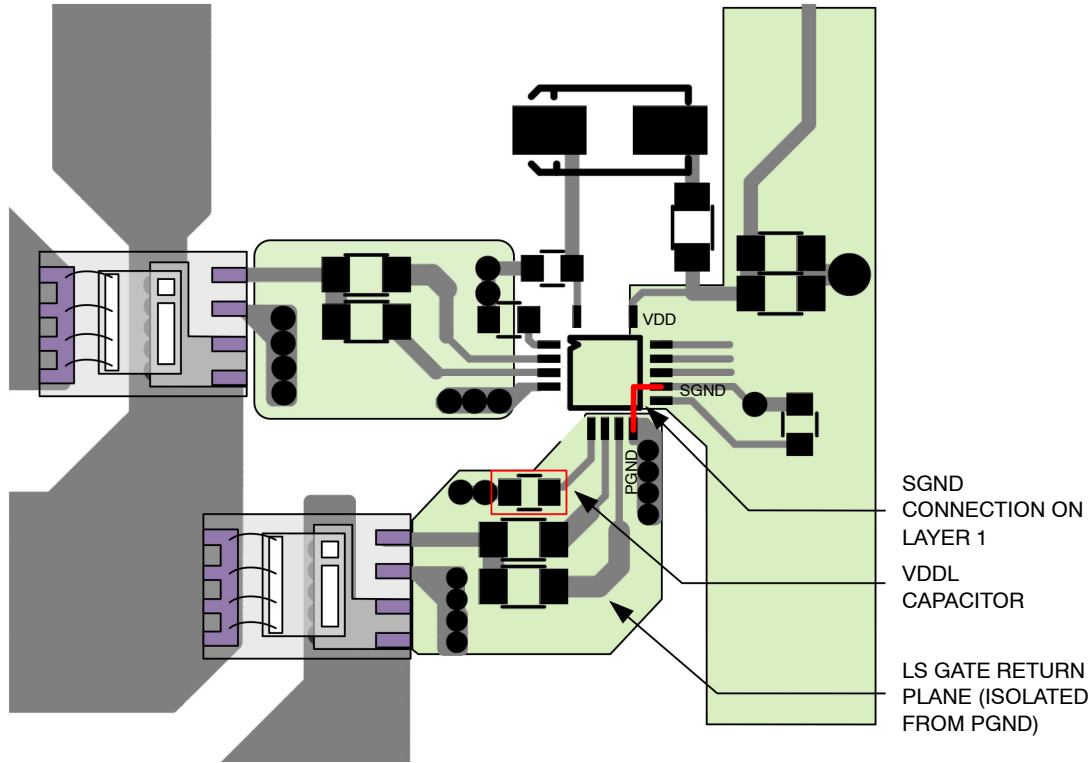 VDD
SGND
PGND
SGND
CONNECTION ON
LAYER 1
VDDL
CAPACITOR
LS GATE RETURN
PLANE (ISOLATED
FROM PGND)